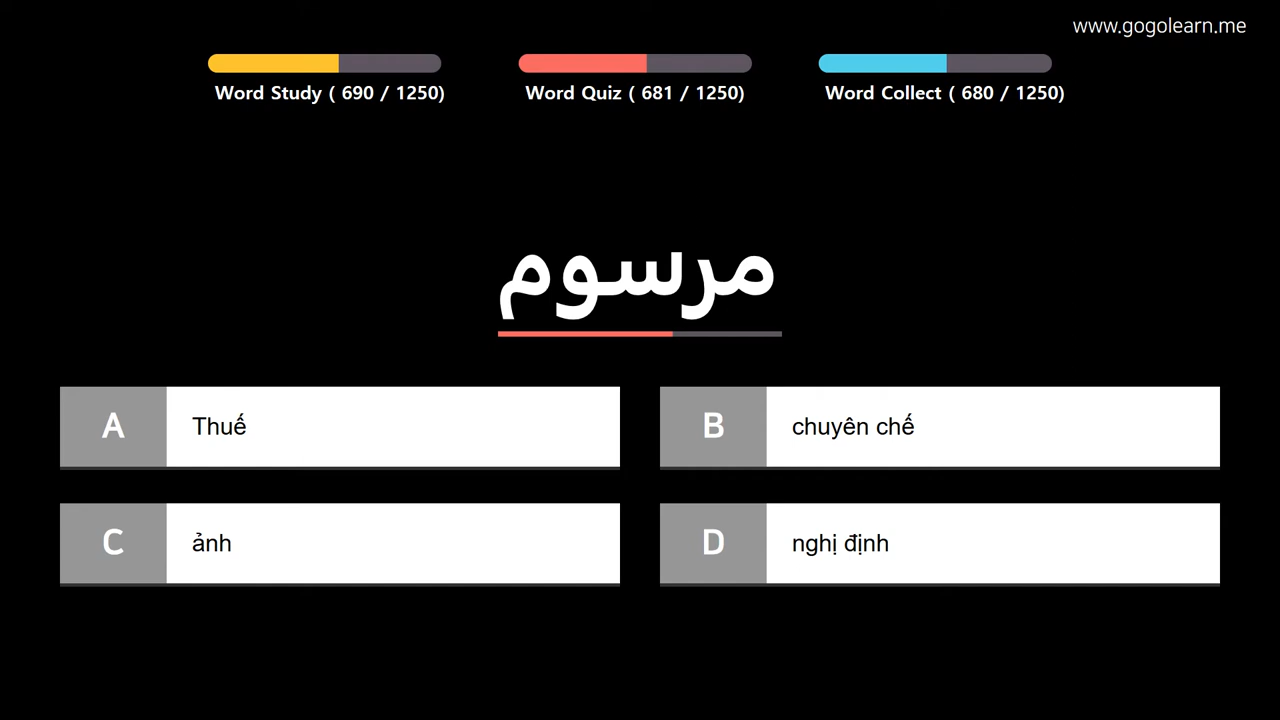 www.gogolearn.me
Word Study ( 690 / 1250)
Word Quiz ( 681 / 1250)
Word Collect ( 680 / 1250)
مرسوم
A
Thuế
B
chuyên chế
C
ảnh
D
nghị định